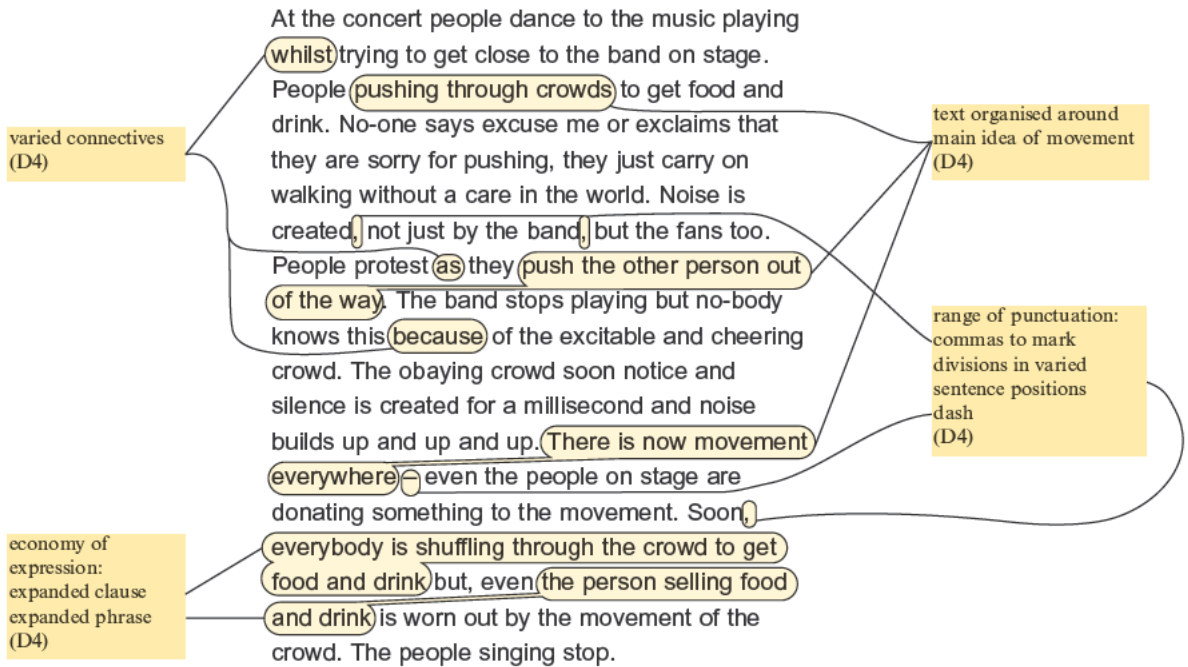 At the concert people dance to the music playing
whilst trying to get close to the band on stage.
People pushing through crowds to get food and
drink. No-one says excuse me or exclaims that
they are sorry for pushing, they just carry on
walking without a care in the world. Noise is
created, not just by the band, but the fans too.
People protest as they push the other person out
of the way. The band stops playing but no-body
knows this because of the excitable and cheering
crowd. The obaying crowd soon notice and
silence is created for a millisecond and noise
builds up and up and up. There is now movement
everywhere – even the people on stage are
donating something to the movement. Soon,
everybody is shuffling through the crowd to get
food and drink but, even the person selling food
and drink is worn out by the movement of the
crowd. The people singing stop.
varied connectives
(D4)
economy of
expression:
expanded clause
expanded phrase
(D4)
text organised around
main idea of movement
(D4)
range of punctuation:
commas to mark
divisions in varied
sentence positions
dash
(D4)